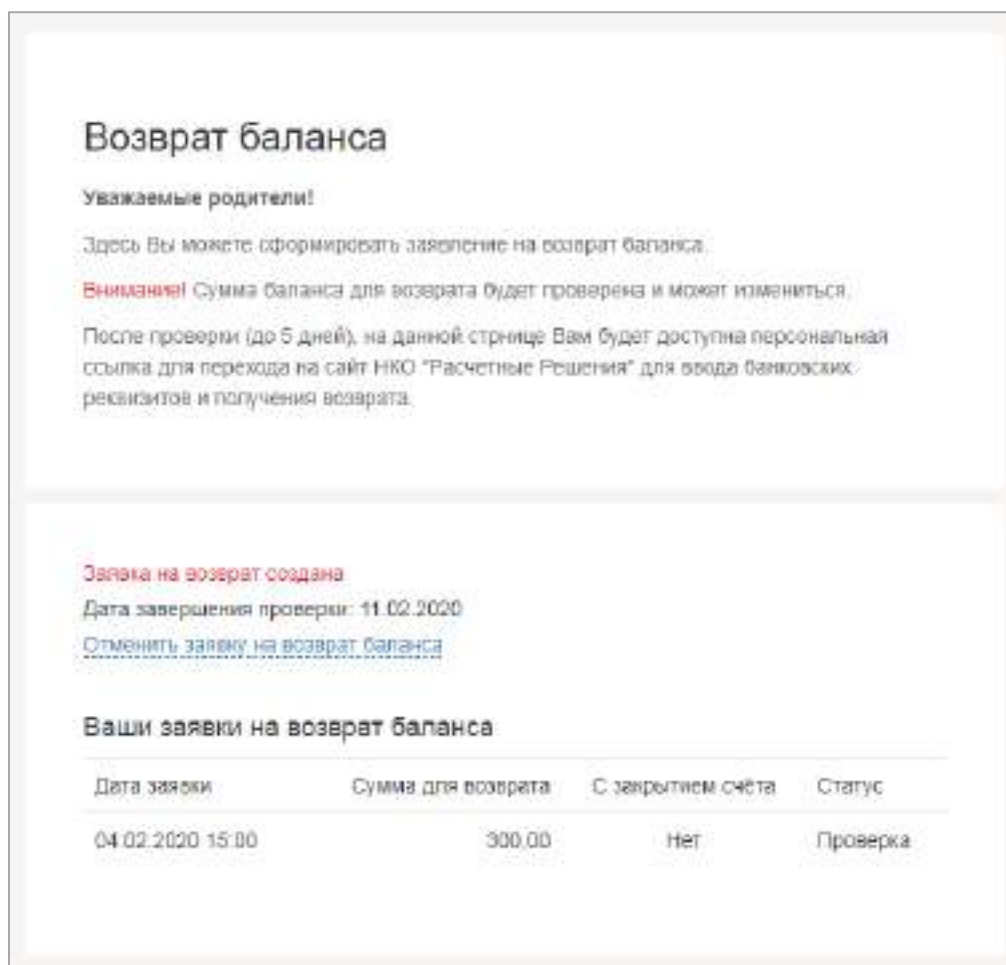 Возврат баланса
Уважаемые родители!
Здесь Вы можете сформировать заявление на возврат баланса.
Внимание! Сумма баланса для возврата будет проверена и может измениться.
После проверки (до 5 дней), на данной стрнице Вам будет доступна персональная
ссылка для перехода на сайт НКО "Расчетные Решения" для ввода банковских
реквизитов и получения возврата.
Заявка на возврат создана
Дата завершения проверки: 11.02.2020
Отменить заявку на возврат баланса
Ваши заявки на возврат баланса
Дата заявки Сумма для возврата С закрытием счёта Статус
04.02.2020 15:00 300,00 Нет Проверка